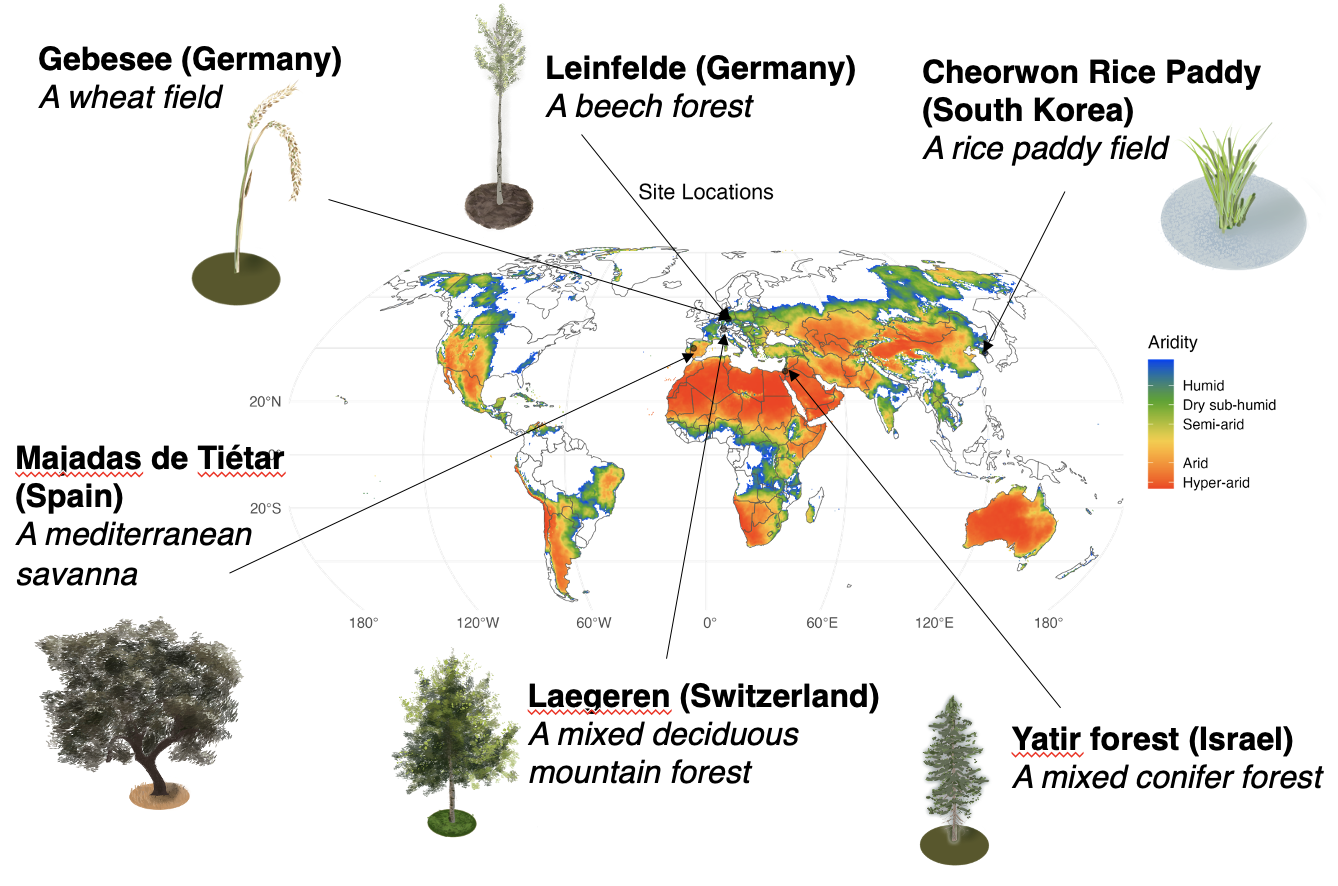 Gebesee (Germany)
A wheat field
Leinfelde (Germany)
A beech forest
Cheorwon Rice Paddy
(South Korea)
A rice paddy field
Site Locations
Aridity
Humid
Dry sub-humid
Semi-arid
Arid
Hyper-arid
20°N
0°
20°S
Majadas de Tiétar
(Spain)
A mediterranean
savanna
180°
120°W
60°W
0°
60°E
120°E
180°
Laegeren (Switzerland)
A mixed deciduous
mountain forest
Yatir forest (Israel)
A mixed conifer forest